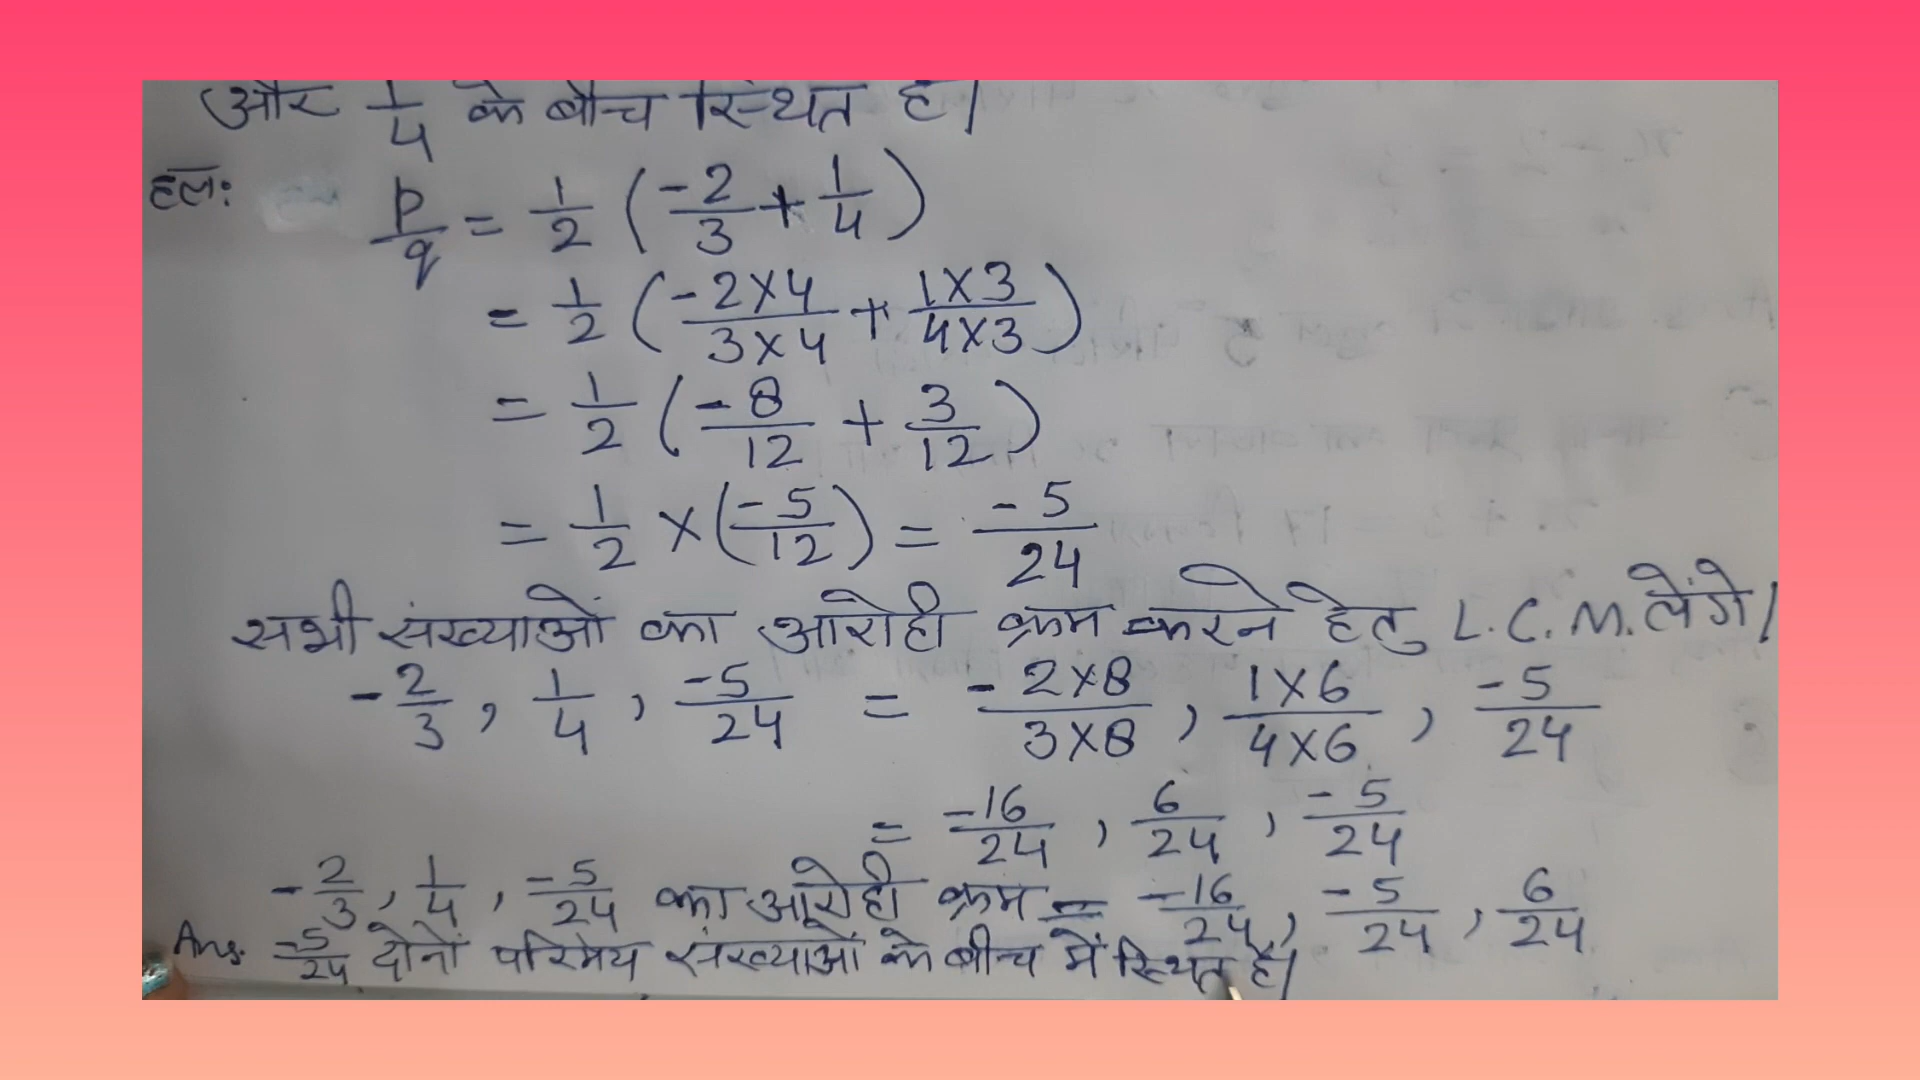 और 1/4 के बीच स्थित है।
हल: p/q = 1/2 (-2/3 + 1/4)
= 1/2 (-2×4/3×4 + 1×3/4×3)
= 1/2 (-8/12 + 3/12)
= 1/2 × (-5/12) = -5/24
सभी संख्याओं का आरोही क्रम करने हेतु L.C.M. लेंगे।
-2/3, 1/4, -5/24 = -2×8/3×8, 1×6/4×6, -5/24
= -16/24, 6/24, -5/24
-2/3, 1/4, -5/24 का आरोही क्रम = -16/24, -5/24, 6/24
Ans. -5/24 दोनों परिमेय संख्याओं के बीच में स्थित है।